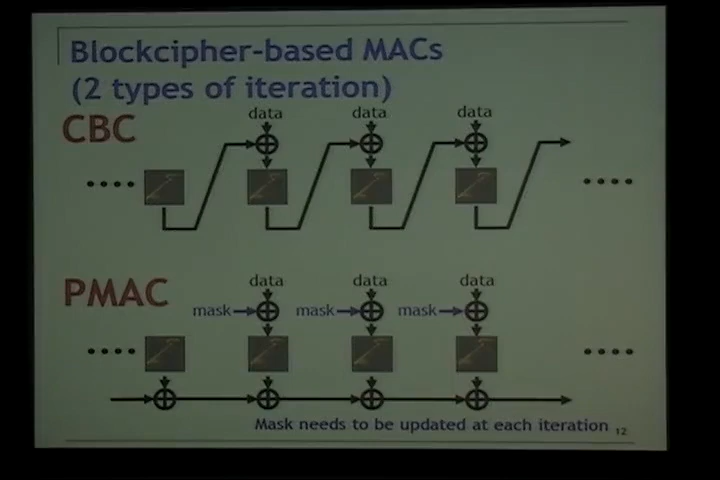 Blockcipher-based MACs
(2 types of iteration)
CBC
data data data
PMAC
data data data
mask mask mask
Mask needs to be updated at each iteration 12